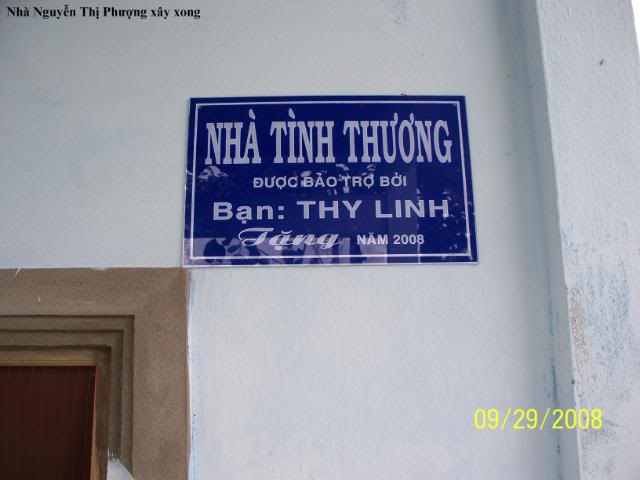 Nhà Nguyễn Thị Phượng xây xong
NHÀ TÌNH THƯƠNG
ĐƯỢC BẢO TRỢ BỞI
Bạn: THY LINH
Tặng NĂM 2008
09/29/2008